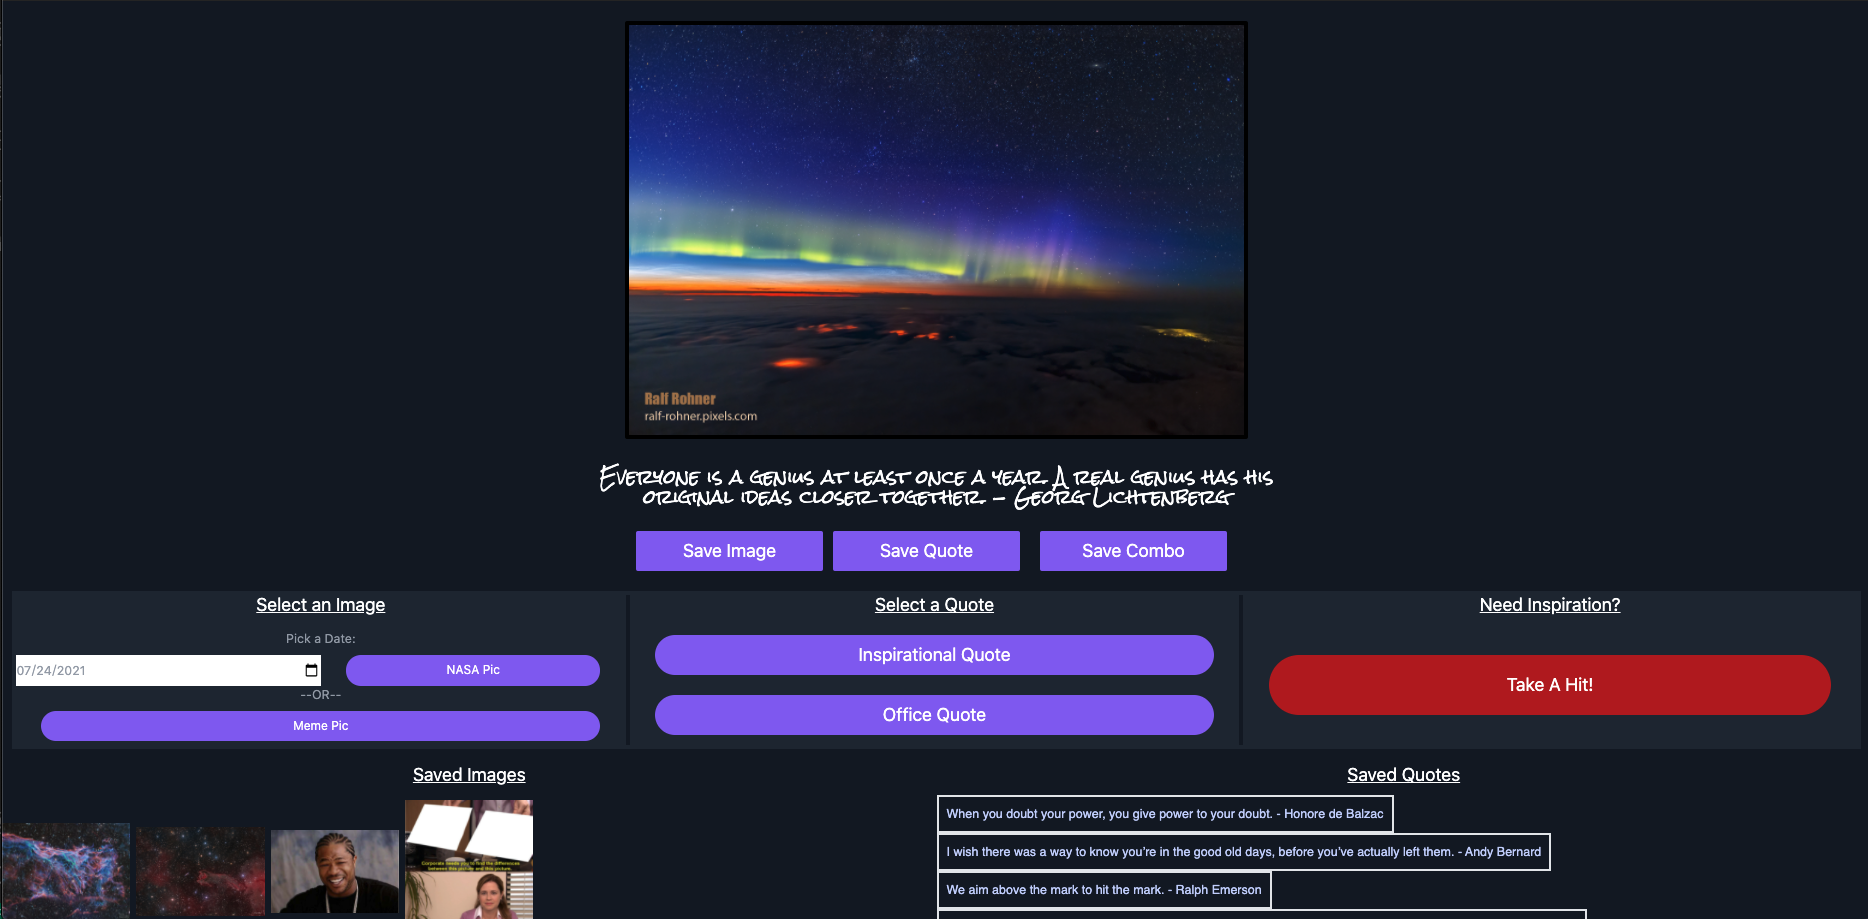 Ralf Rohner
ralf-rohner.pixels.com
Everyone is a genius at least once a year. A real genius has his
original ideas closer together. - Georg Lichtenberg
Save Image
Save Quote
Save Combo
Select an Image
Pick a Date:
07/24/2021
NASA Pic
--OR--
Meme Pic
Select a Quote
Inspirational Quote
Office Quote
Need Inspiration?
Take A Hit!
Saved Images
Corporate needs you to find the differences
between this picture and this picture.
Saved Quotes
When you doubt your power, you give power to your doubt. - Honore de Balzac
I wish there was a way to know you’re in the good old days, before you’ve actually left them. - Andy Bernard
We aim above the mark to hit the mark. - Ralph Emerson